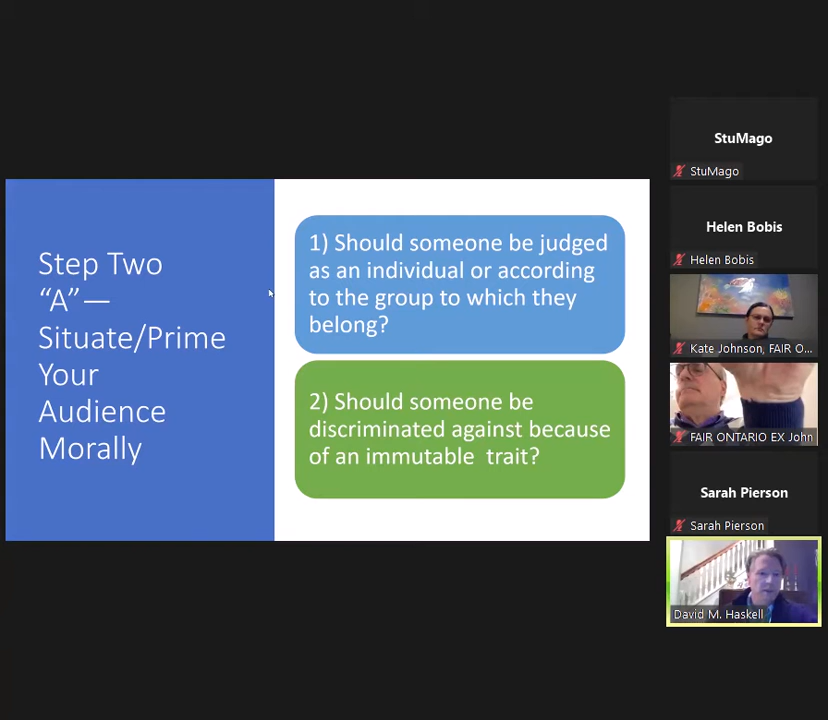 Step Two
“A”—
Situate/Prime
Your
Audience
Morally
1) Should someone be judged
as an individual or according
to the group to which they
belong?
2) Should someone be
discriminated against because
of an immutable trait?
StuMago
StuMago
Helen Bobis
Helen Bobis
Kate Johnson, FAIR O...
FAIR ONTARIO EX John
Sarah Pierson
Sarah Pierson
David M. Haskell